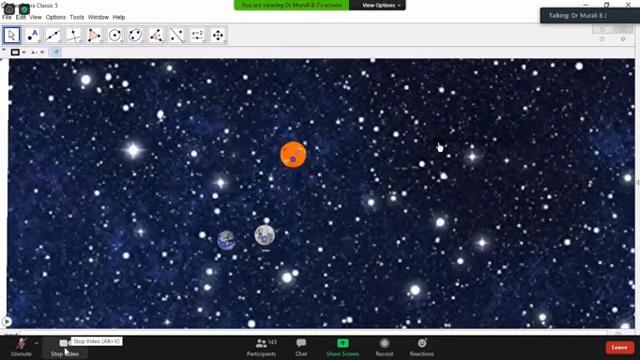 Classic 5
You are viewing Dr Murali B J's screen
View Options
File Edit View Options Tools Window Help
Talking: Dr Murali B J
A
a=2
Stop Video (Alt+V)
143
Unmute
Stop Video
Participants
Chat
Share Screen
Record
Reactions
Leave